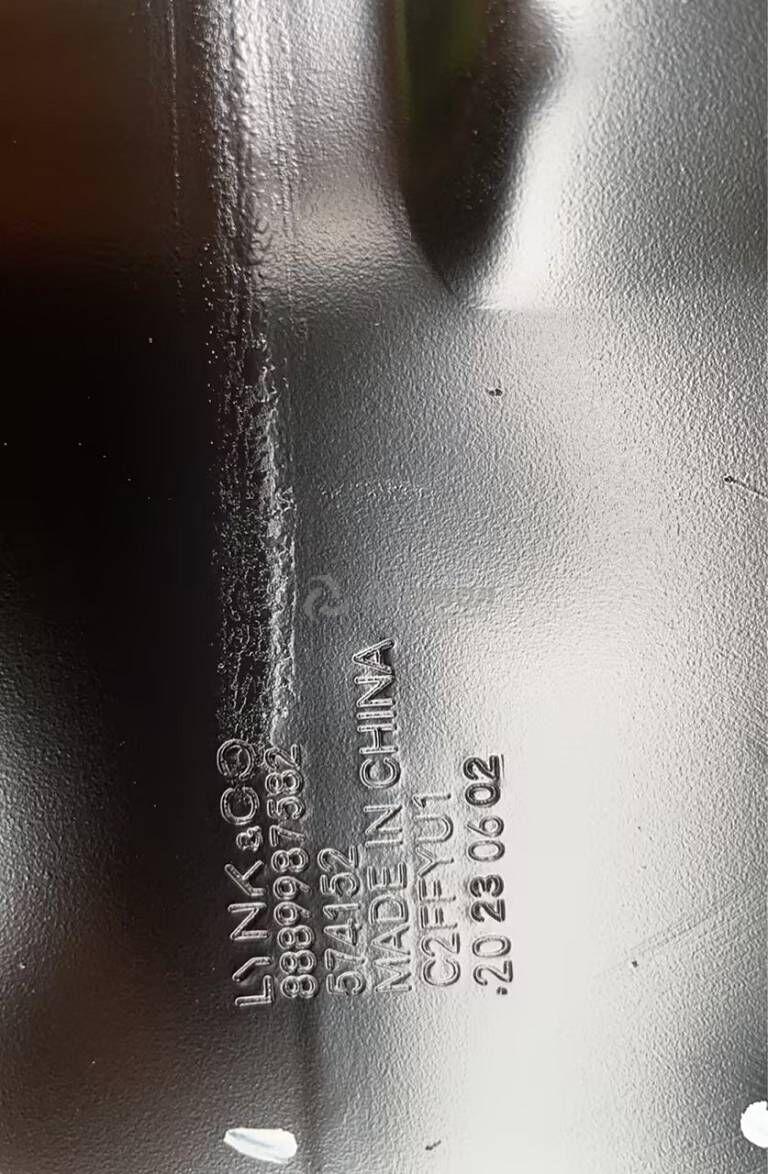 LYNK & CO
8889987582
574152
MADE IN CHINA
C2FFYU1
20 23 06 02